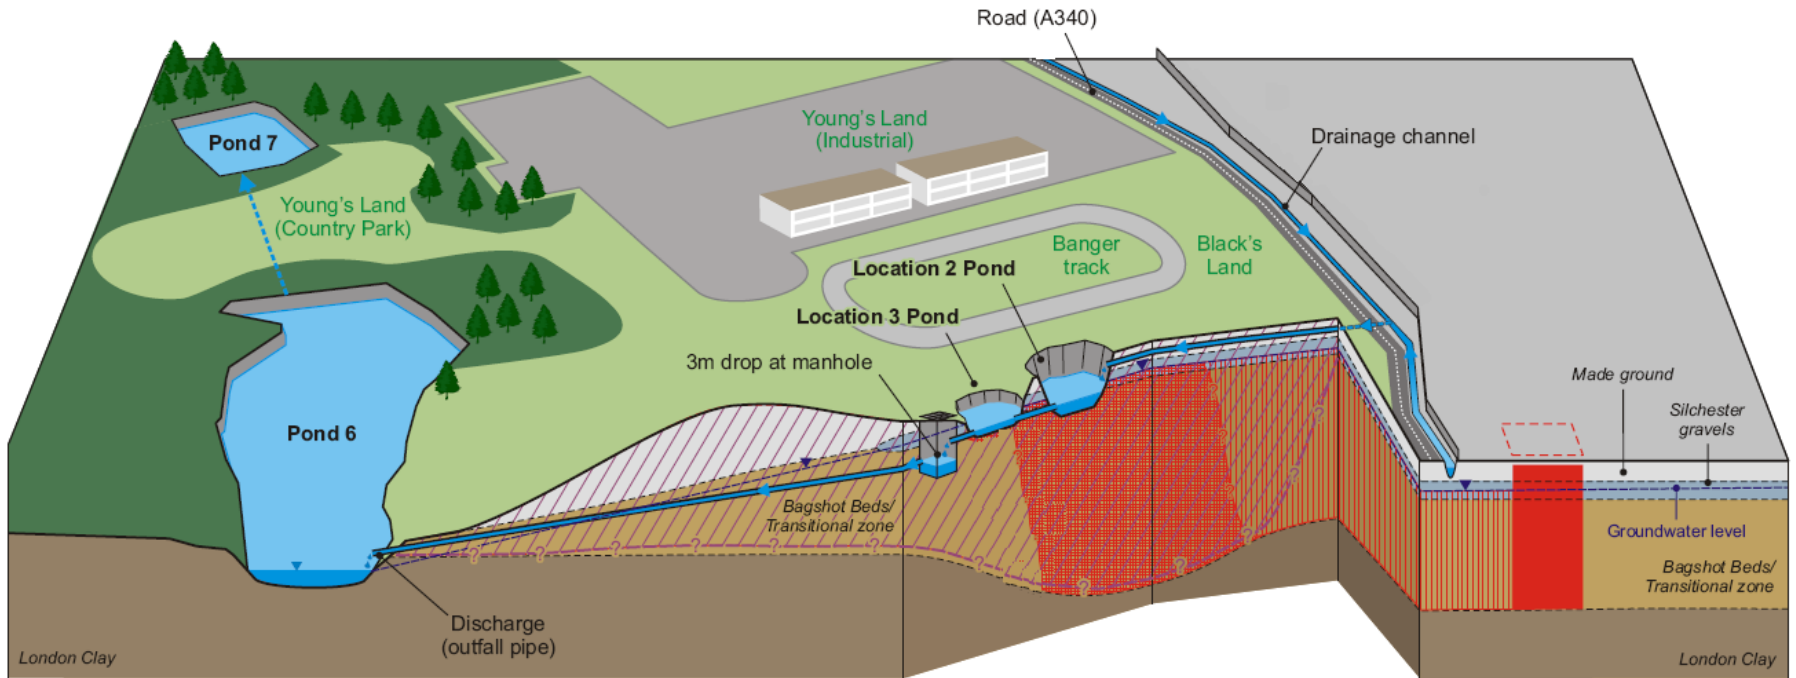 Road (A340)
Drainage channel
Young's Land
(Industrial)
Pond 7
Young's Land
(Country Park)
Banger
track
Black's
Land
Location 2 Pond
Location 3 Pond
3m drop at manhole
Made ground
Silchester
gravels
Pond 6
Bagshot Beds/
Transitional zone
Groundwater level
Bagshot Beds/
Transitional zone
? ? ? ? ? ? ? ? ? ? ? ?
Discharge
(outfall pipe)
London Clay
London Clay